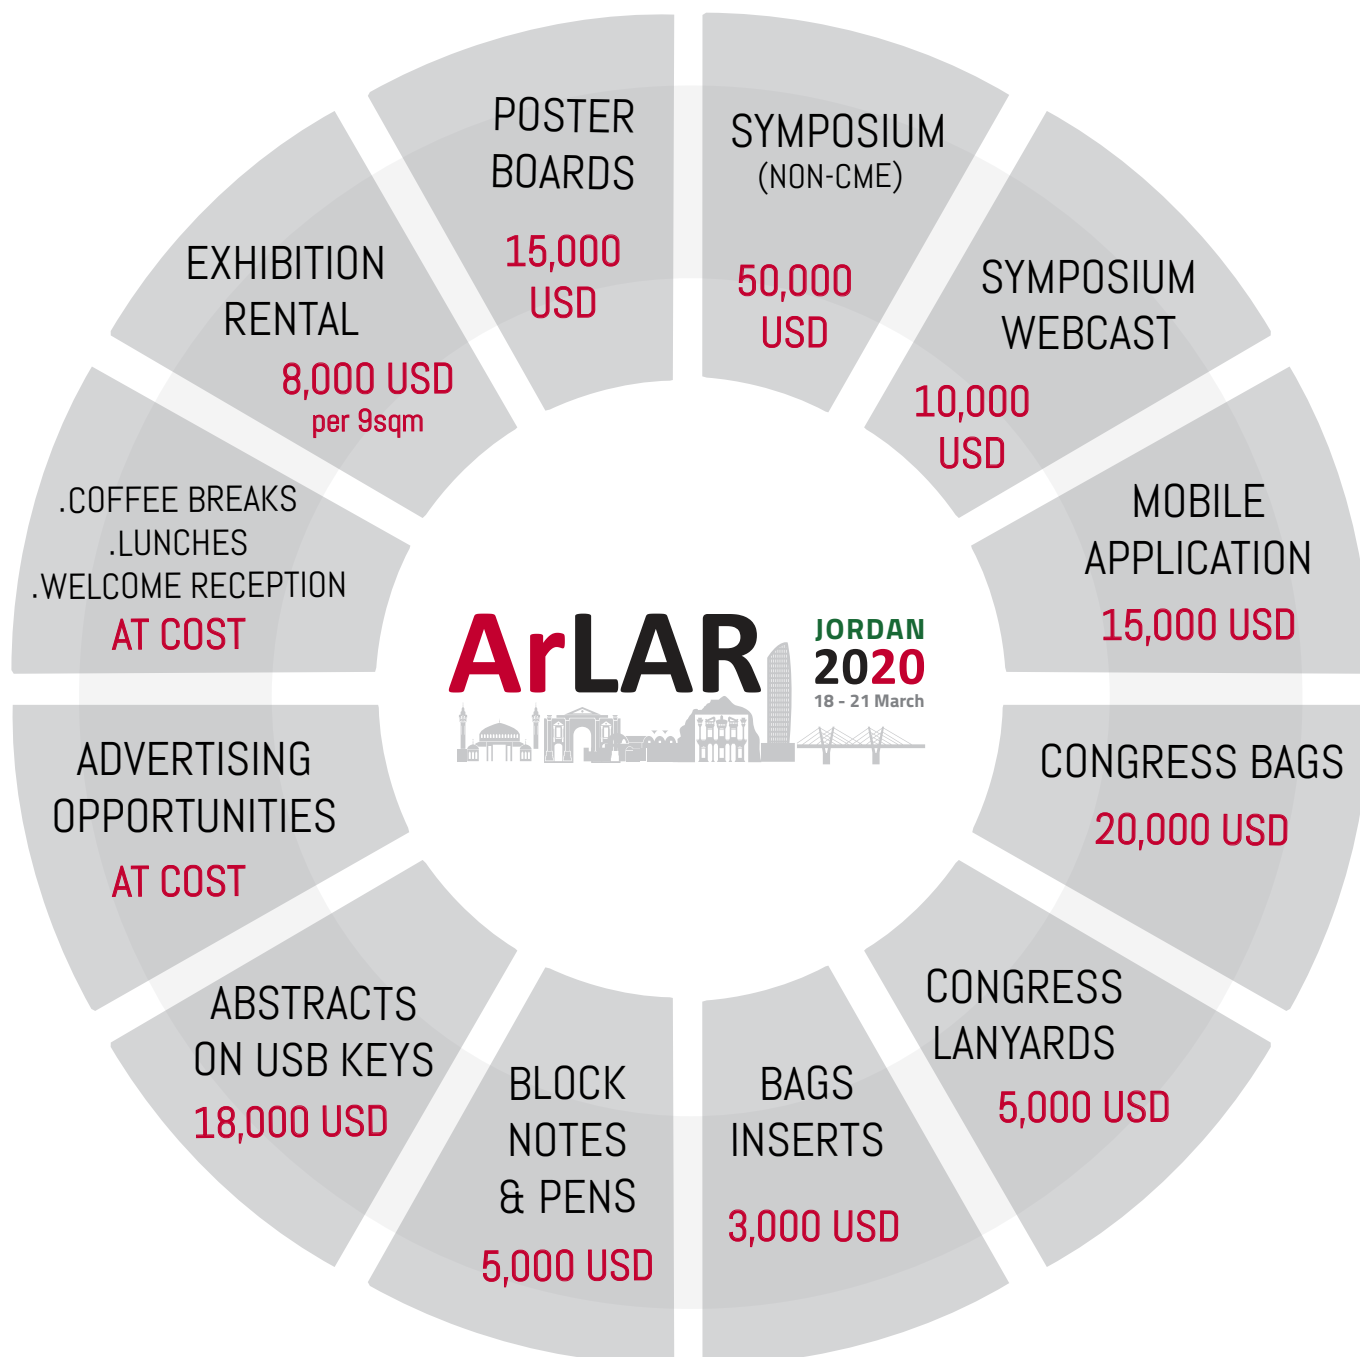 POSTER
BOARDS
15,000
USD
SYMPOSIUM
(NON-CME)
50,000
USD
SYMPOSIUM
WEBCAST
10,000
USD
MOBILE
APPLICATION
15,000 USD
CONGRESS BAGS
20,000 USD
CONGRESS
LANYARDS
5,000 USD
BAGS
INSERTS
3,000 USD
BLOCK
NOTES
& PENS
5,000 USD
ABSTRACTS
ON USB KEYS
18,000 USD
ADVERTISING
OPPORTUNITIES
AT COST
.COFFEE BREAKS
.LUNCHES
.WELCOME RECEPTION
AT COST
EXHIBITION
RENTAL
8,000 USD
per 9sqm
ArLAR
JORDAN
2020
18 - 21 March